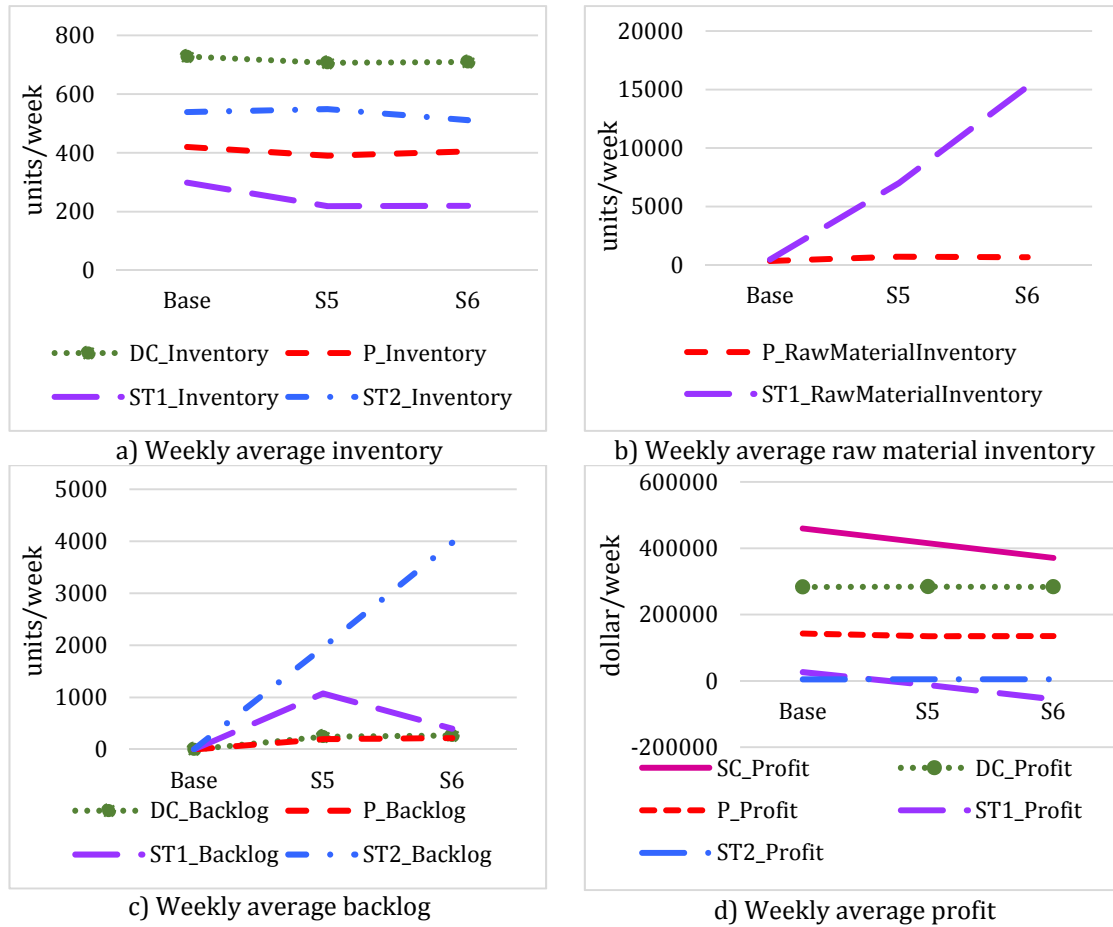 800
600
400
200
0
units/week
Base S5 S6
DC_Inventory P_Inventory
ST1_Inventory ST2_Inventory
a) Weekly average inventory
20000
15000
10000
5000
0
units/week
Base S5 S6
P_RawMaterialInventory
ST1_RawMaterialInventory
b) Weekly average raw material inventory
5000
4000
3000
2000
1000
0
units/week
Base S5 S6
DC_Backlog P_Backlog
ST1_Backlog ST2_Backlog
c) Weekly average backlog
600000
400000
200000
0
-200000
dollar/week
Base S5 S6
SC_Profit DC_Profit
P_Profit ST1_Profit
ST2_Profit
d) Weekly average profit